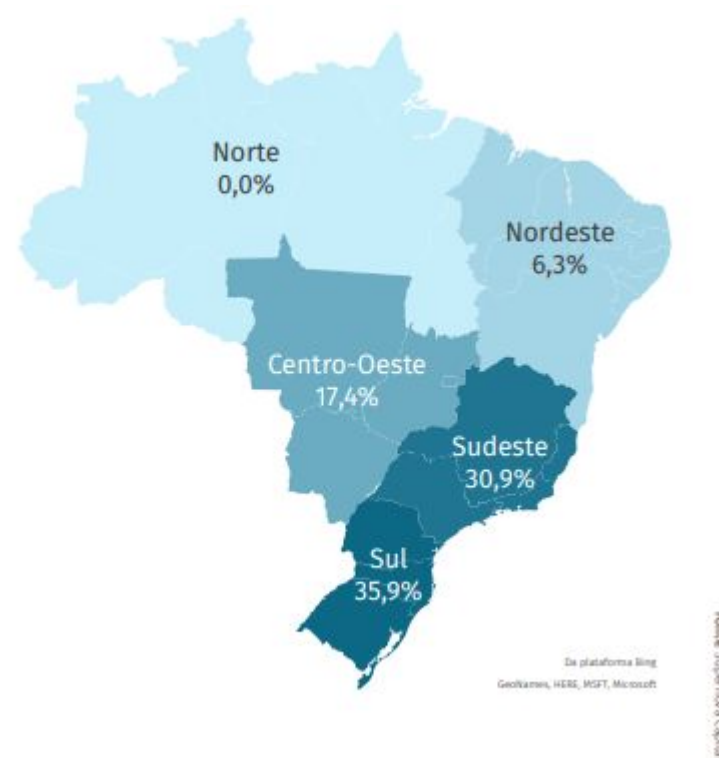 Norte
0,0%
Nordeste
6,3%
Centro-Oeste
17,4%
Sudeste
30,9%
Sul
35,9%
Da plataforma Bing
GeoNames, HERE, MSFT, Microsoft